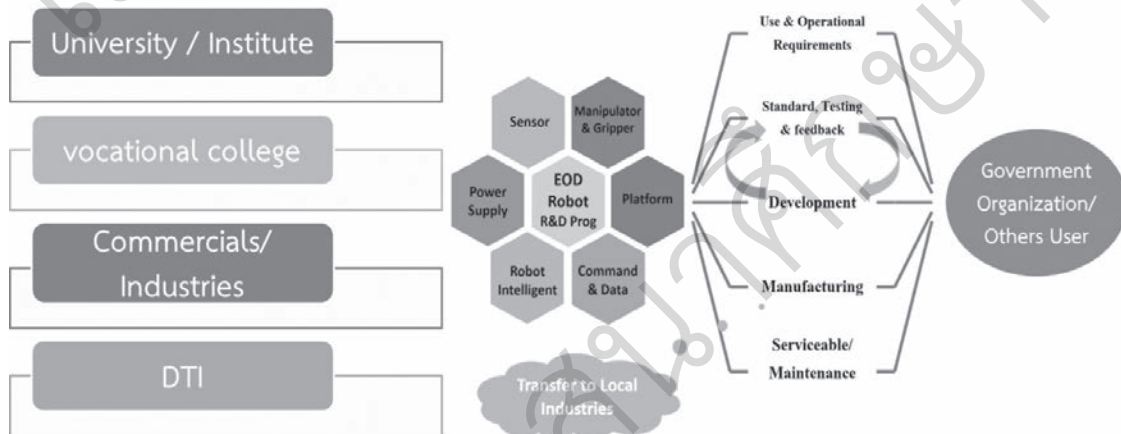 University / Institute
vocational college
Commercials/
Industries
DTI
Sensor
Manipulator
& Gripper
Power
Supply
EOD
Robot
R&D Prog
Platform
Robot
Intelligent
Command
& Data
Transfer to Local
Industries
Use & Operational
Requirements
Standard, Testing
& feedback
Development
Manufacturing
Serviceable/
Maintenance
Government
Organization/
Others User